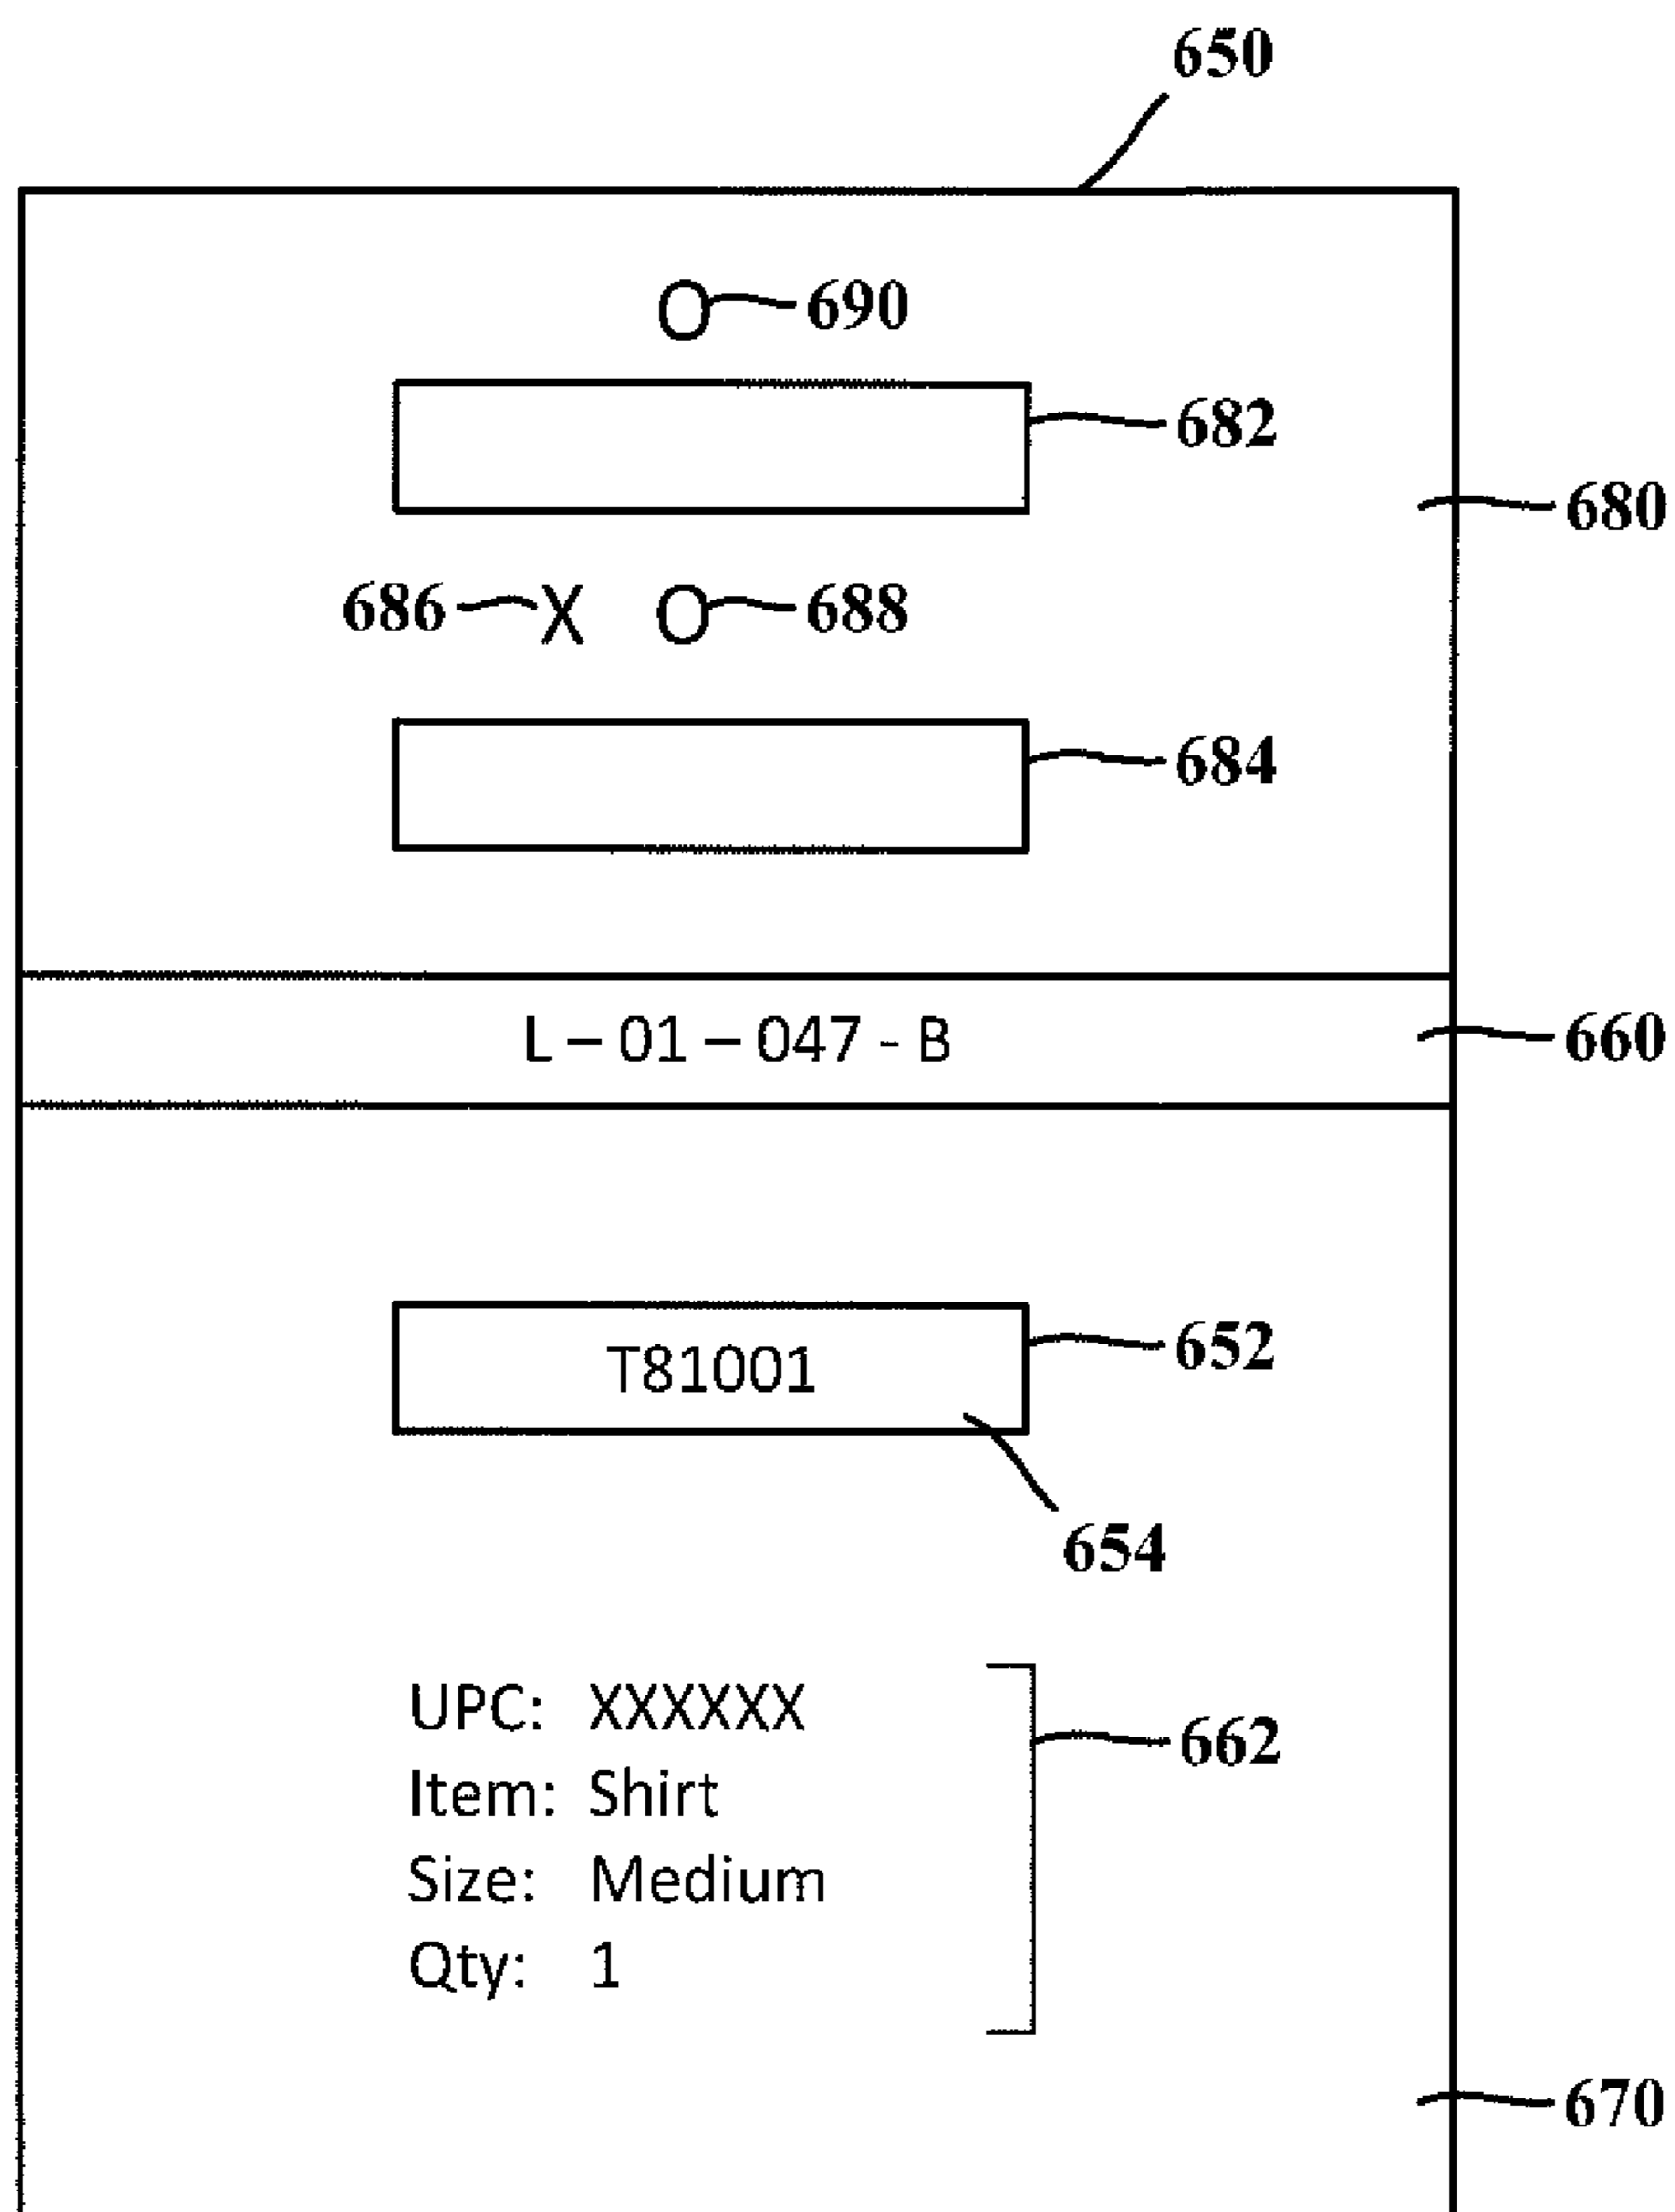 650
O 690
682
680
686 X O 688
684
L – 01 – 047 - B 660
T81001 652
654
UPC: XXXXXX
662
Item: Shirt
Size: Medium
Qty: 1
670